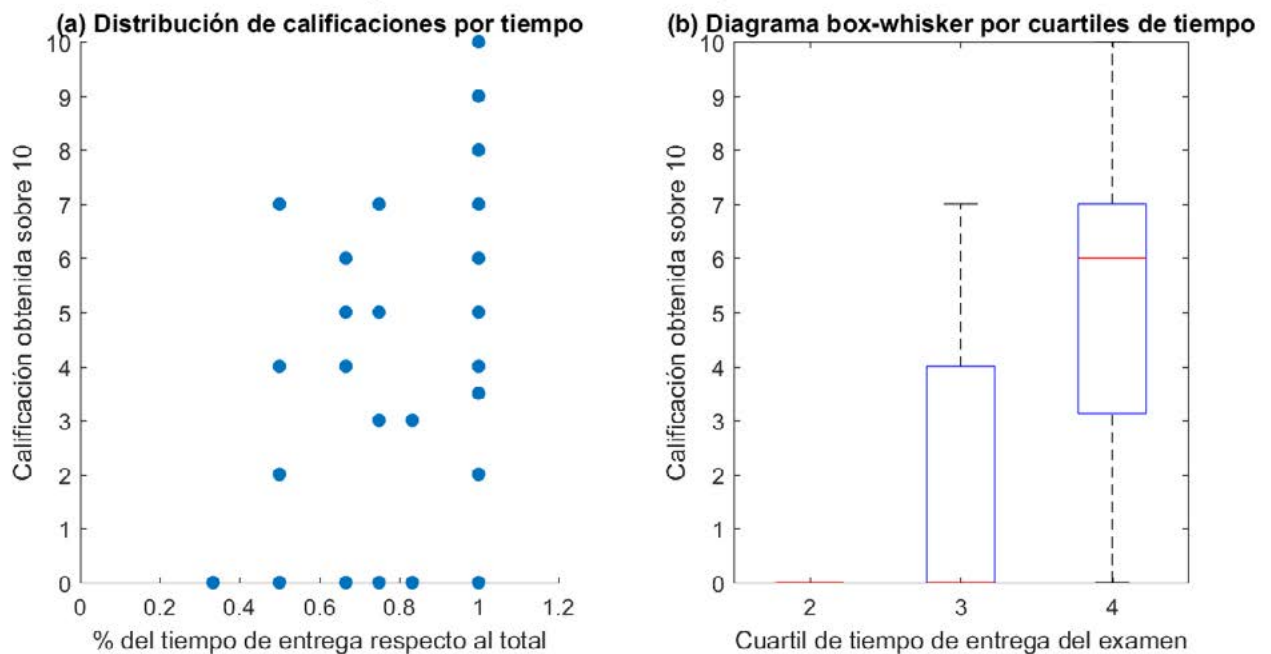 (a) Distribución de calificaciones por tiempo
10
9
8
7
6
5
4
3
2
1
0
Calificación obtenida sobre 10
0 0.2 0.4 0.6 0.8 1 1.2
% del tiempo de entrega respecto al total
(b) Diagrama box-whisker por cuartiles de tiempo
10
9
8
7
6
5
4
3
2
1
0
Calificación obtenida sobre 10
2 3 4
Cuartil de tiempo de entrega del examen